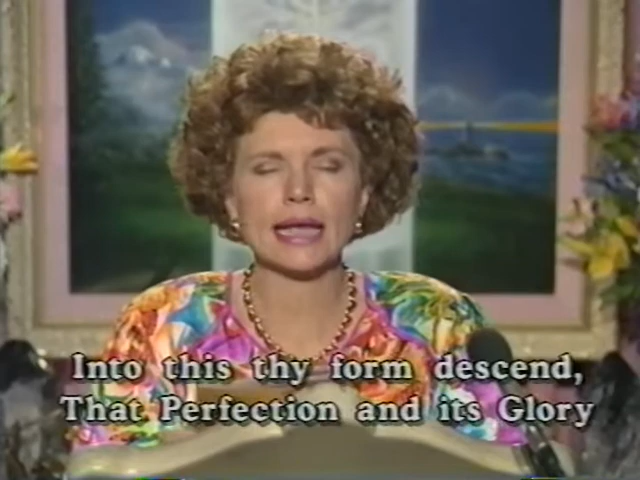 Into this thy form descend,
That Perfection and its Glory